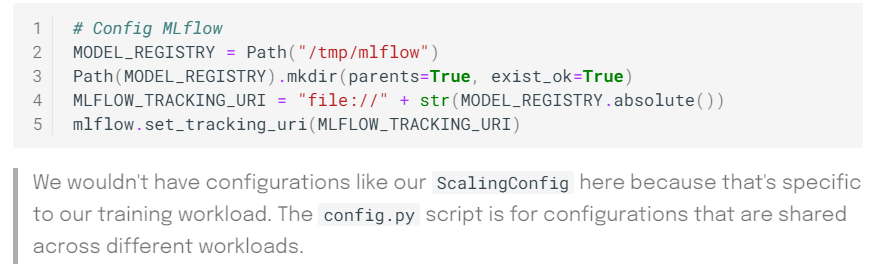 1 # Config MLflow
2 MODEL_REGISTRY = Path("/tmp/mlflow")
3 Path(MODEL_REGISTRY).mkdir(parents=True, exist_ok=True)
4 MLFLOW_TRACKING_URI = "file://" + str(MODEL_REGISTRY.absolute())
5 mlflow.set_tracking_uri(MLFLOW_TRACKING_URI)
We wouldn't have configurations like our ScalingConfig here because that's specific
to our training workload. The config.py script is for configurations that are shared
across different workloads.